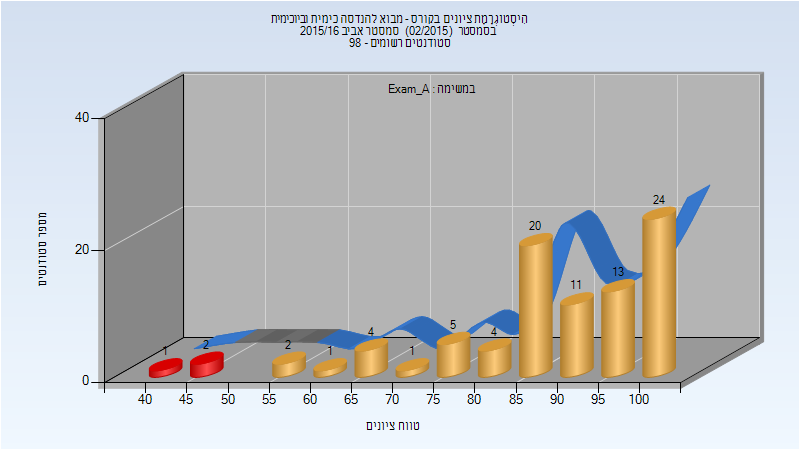 הִיסְטוֹגְרָמַת ציונים בקורס - מבוא להנדסה כימית וביוכימית
בסמסטר (02/2015) סמסטר אביב 2015/16
סטודנטים רשומים - 98
במשימה : Exam_A
מספר סטודנטים
40
20
0
1
2
2
1
4
1
5
4
20
11
13
24
40 45 50 55 60 65 70 75 80 85 90 95 100
טווח ציונים